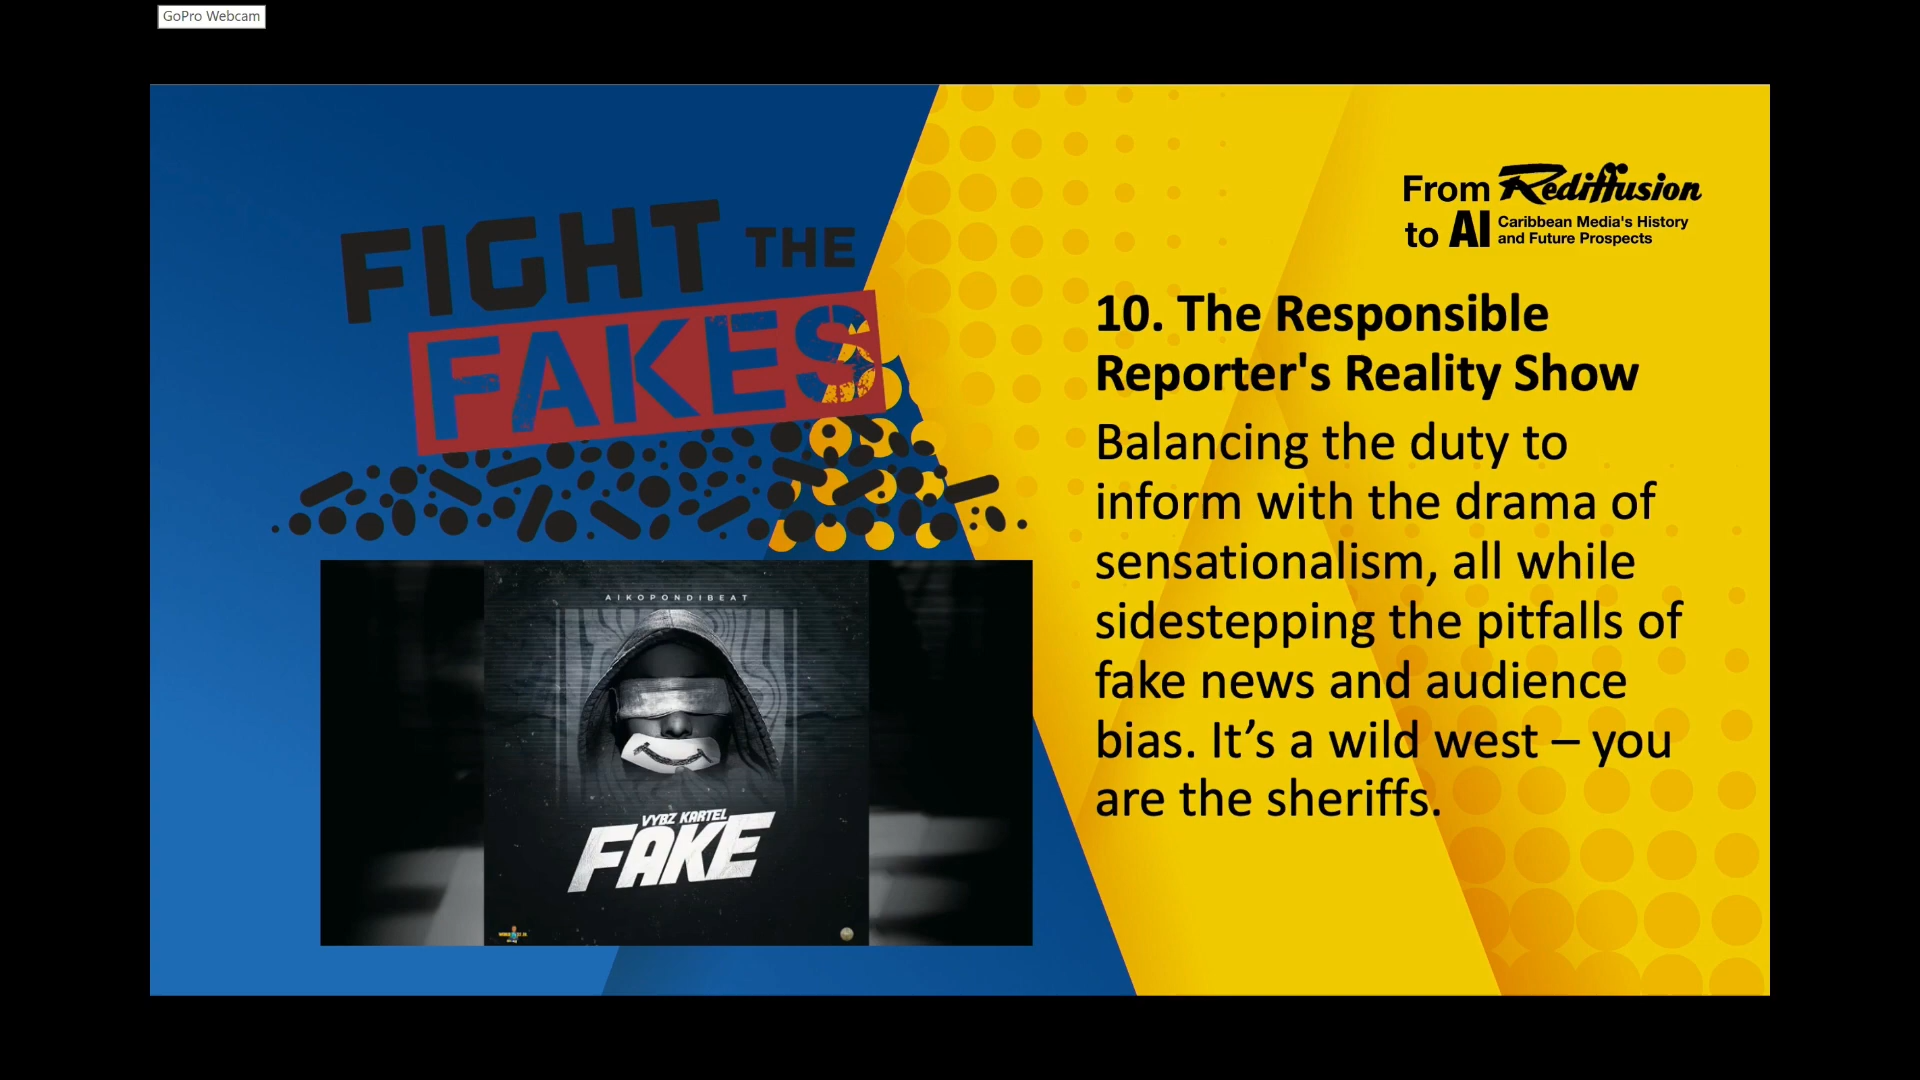 GoPro Webcam
FIGHT THE
FAKES
AIKOPONDIBEAT
VYBZ KARTEL
FAKE
From Rediffusion
to AI Caribbean Media's History
and Future Prospects
10. The Responsible
Reporter's Reality Show
Balancing the duty to
inform with the drama of
sensationalism, all while
sidestepping the pitfalls of
fake news and audience
bias. It’s a wild west – you
are the sheriffs.